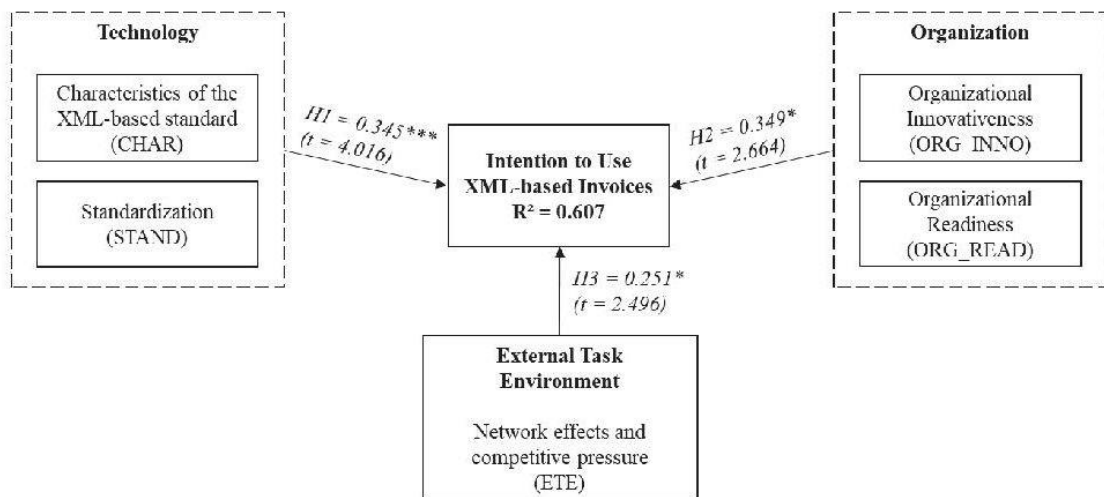 Technology
Characteristics of the
XML-based standard
(CHAR)
Standardization
(STAND)
H1 = 0.345***
(t = 4.016)
Intention to Use
XML-based Invoices
R² = 0.607
H2 = 0.349*
(t = 2.664)
Organization
Organizational
Innovativeness
(ORG_INNO)
Organizational
Readiness
(ORG_READ)
H3 = 0.251*
(t = 2.496)
External Task
Environment
Network effects and
competitive pressure
(ETE)